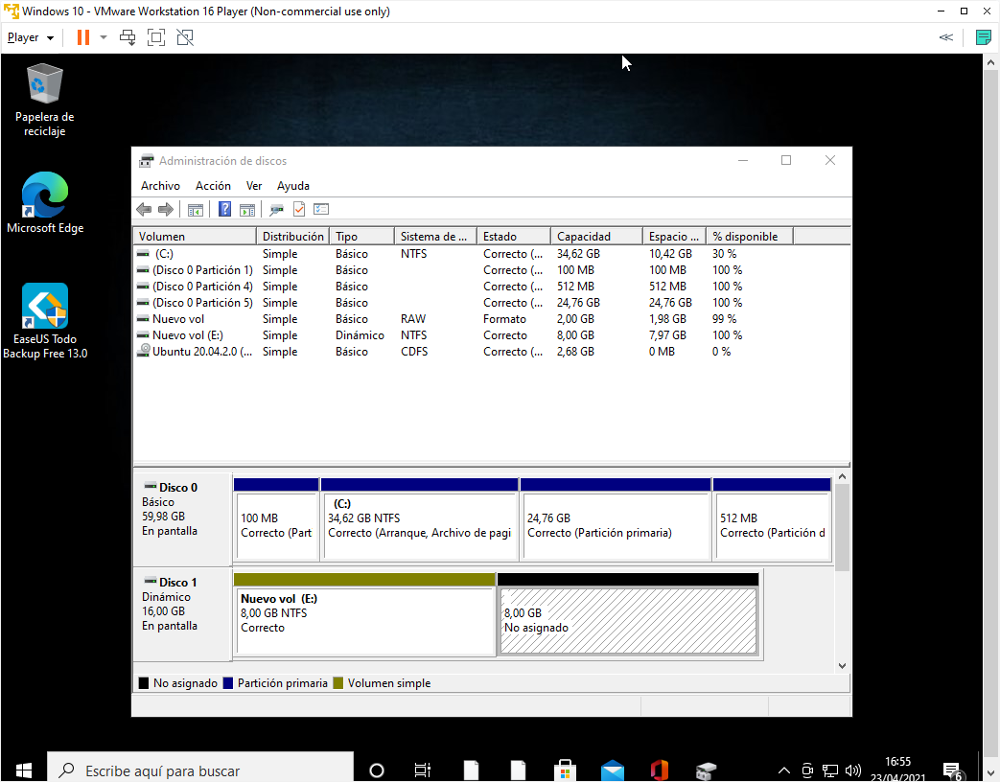 Windows 10 - VMware Workstation 16 Player (Non-commercial use only)
Player
Papelera de
reciclaje
Microsoft Edge
EaseUS Todo
Backup Free 13.0
Administración de discos
Archivo Acción Ver Ayuda
Volumen Distribución Tipo Sistema de ... Estado Capacidad Espacio ... % disponible
(C:) Simple Básico NTFS Correcto (... 34,62 GB 10,42 GB 30 %
(Disco 0 Partición 1) Simple Básico Correcto (... 100 MB 100 MB 100 %
(Disco 0 Partición 4) Simple Básico Correcto (... 512 MB 512 MB 100 %
(Disco 0 Partición 5) Simple Básico Correcto (... 24,76 GB 24,76 GB 100 %
Nuevo vol Simple Básico RAW Formato 2,00 GB 1,98 GB 99 %
Nuevo vol (E:) Simple Dinámico NTFS Correcto 8,00 GB 7,97 GB 100 %
Ubuntu 20.04.2.0 (... Simple Básico CDFS Correcto (... 2,68 GB 0 MB 0 %
Disco 0
Básico
59,98 GB
En pantalla
100 MB
Correcto (Part
(C:)
34,62 GB NTFS
Correcto (Arranque, Archivo de pagi
24,76 GB
Correcto (Partición primaria)
512 MB
Correcto (Partición d
Disco 1
Dinámico
16,00 GB
En pantalla
Nuevo vol (E:)
8,00 GB NTFS
Correcto
8,00 GB
No asignado
No asignado Partición primaria Volumen simple
Escribe aquí para buscar
16:55
23/04/2021
6